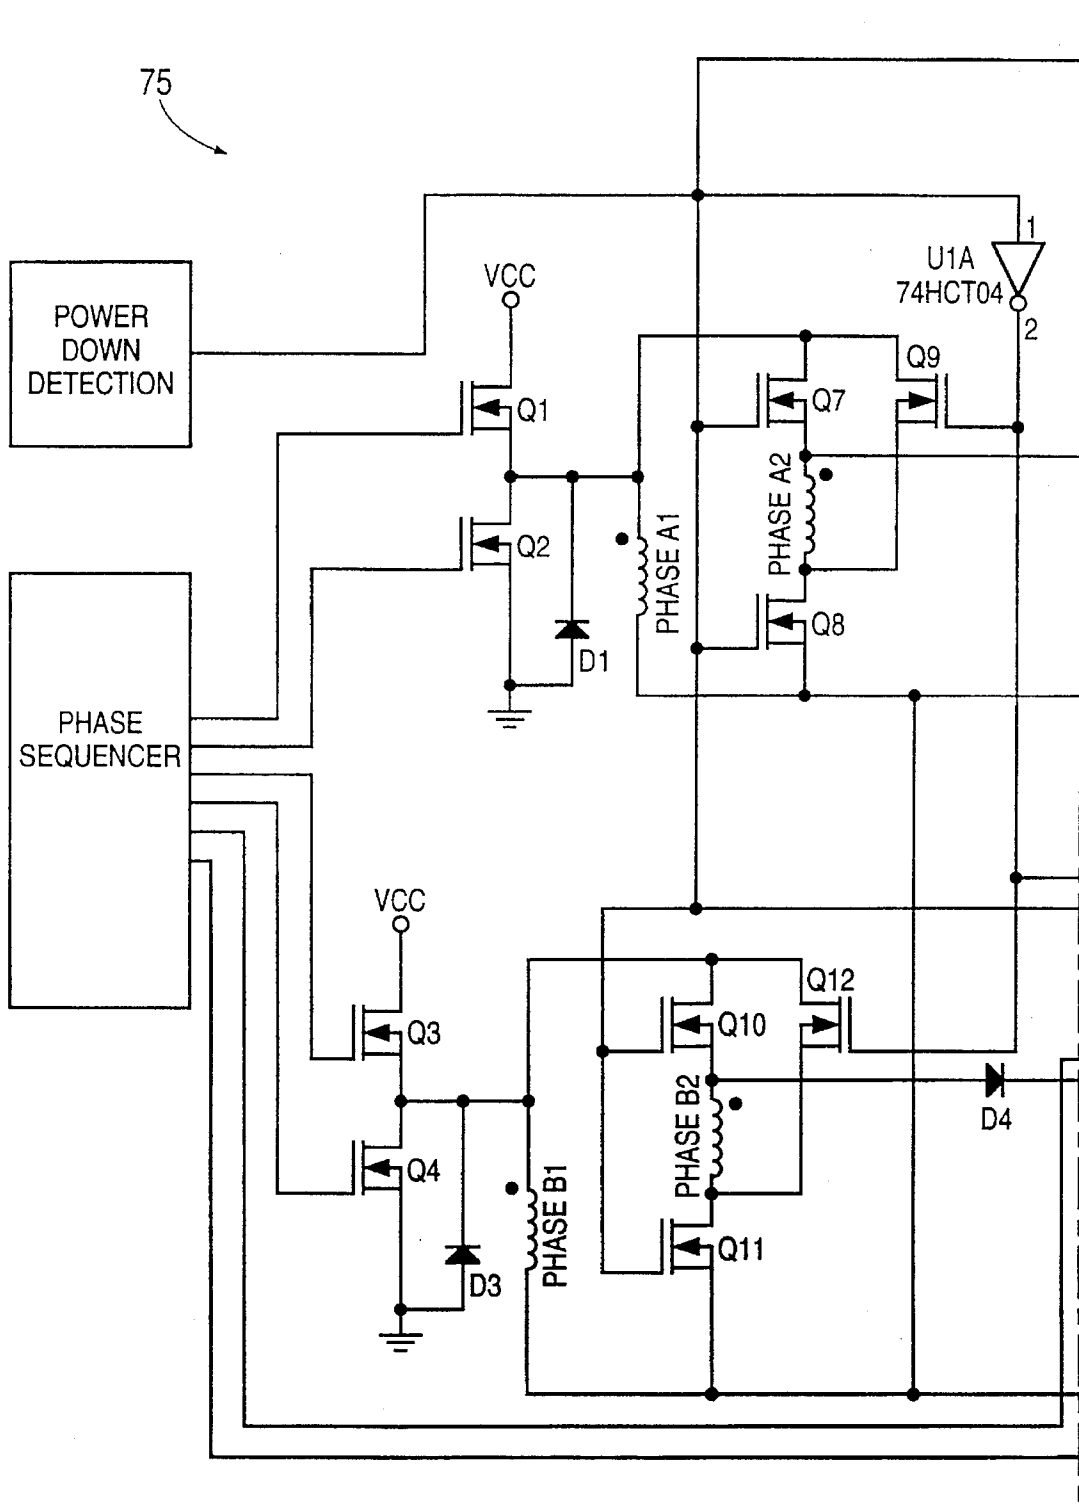 75
1
U1A
74HCT04
2
VCC
POWER
DOWN
DETECTION
Q9
Q7
Q1
PHASE A2
Q2
PHASE A1
Q8
D1
PHASE
SEQUENCER
VCC
Q12
Q10
Q3
PHASE B2
D4
Q4
PHASE B1
Q11
D3